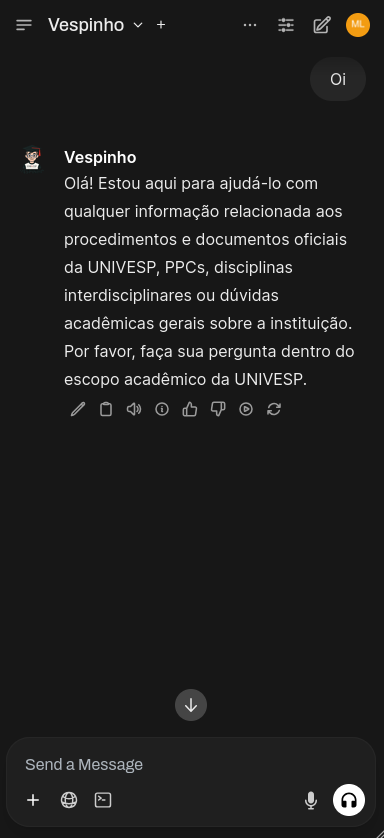 Vespinho
ML
Oi
Vespinho
Olá! Estou aqui para ajudá-lo com
qualquer informação relacionada aos
procedimentos e documentos oficiais
da UNIVESP, PPCs, disciplinas
interdisciplinares ou dúvidas
acadêmicas gerais sobre a instituição.
Por favor, faça sua pergunta dentro do
escopo acadêmico da UNIVESP.
Send a Message